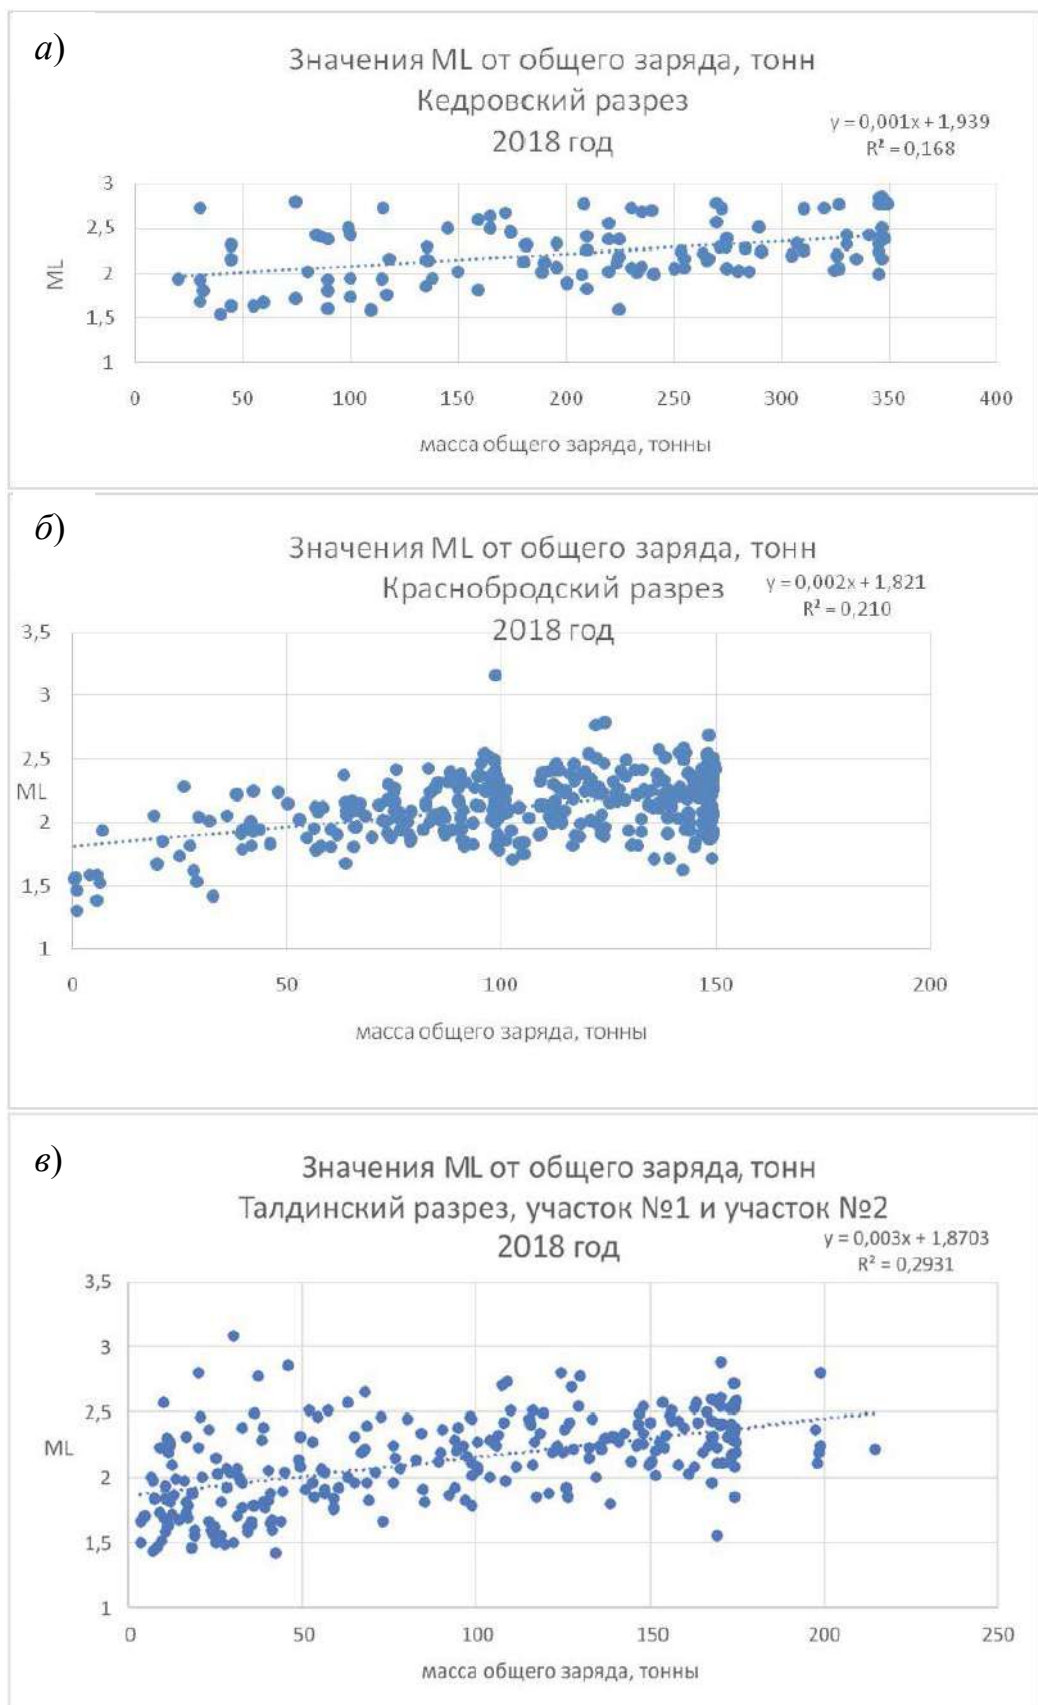 а)
Значения ML от общего заряда, тонн
Кедровский разрез
2018 год
y = 0,001x + 1,939
R² = 0,168
3
2,5
2
1,5
1
ML
0 50 100 150 200 250 300 350 400
масса общего заряда, тонны
б)
Значения ML от общего заряда, тонн
Краснобродский разрез
2018 год
y = 0,002x + 1,821
R² = 0,210
3,5
3
2,5
ML
2
1,5
1
0 50 100 150 200
масса общего заряда, тонны
в)
Значения ML от общего заряда, тонн
Талдинский разрез, участок №1 и участок №2
2018 год
y = 0,003x + 1,8703
R² = 0,2931
3,5
3
2,5
ML
2
1,5
1
0 50 100 150 200 250
масса общего заряда, тонны